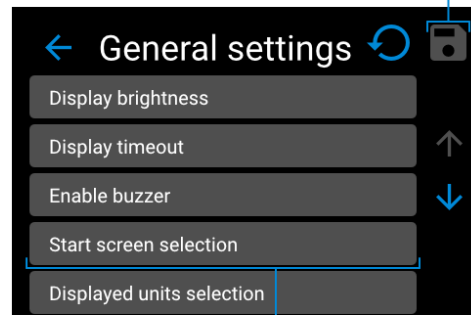 General settings
Display brightness
Display timeout
Enable buzzer
Start screen selection
Displayed units selection